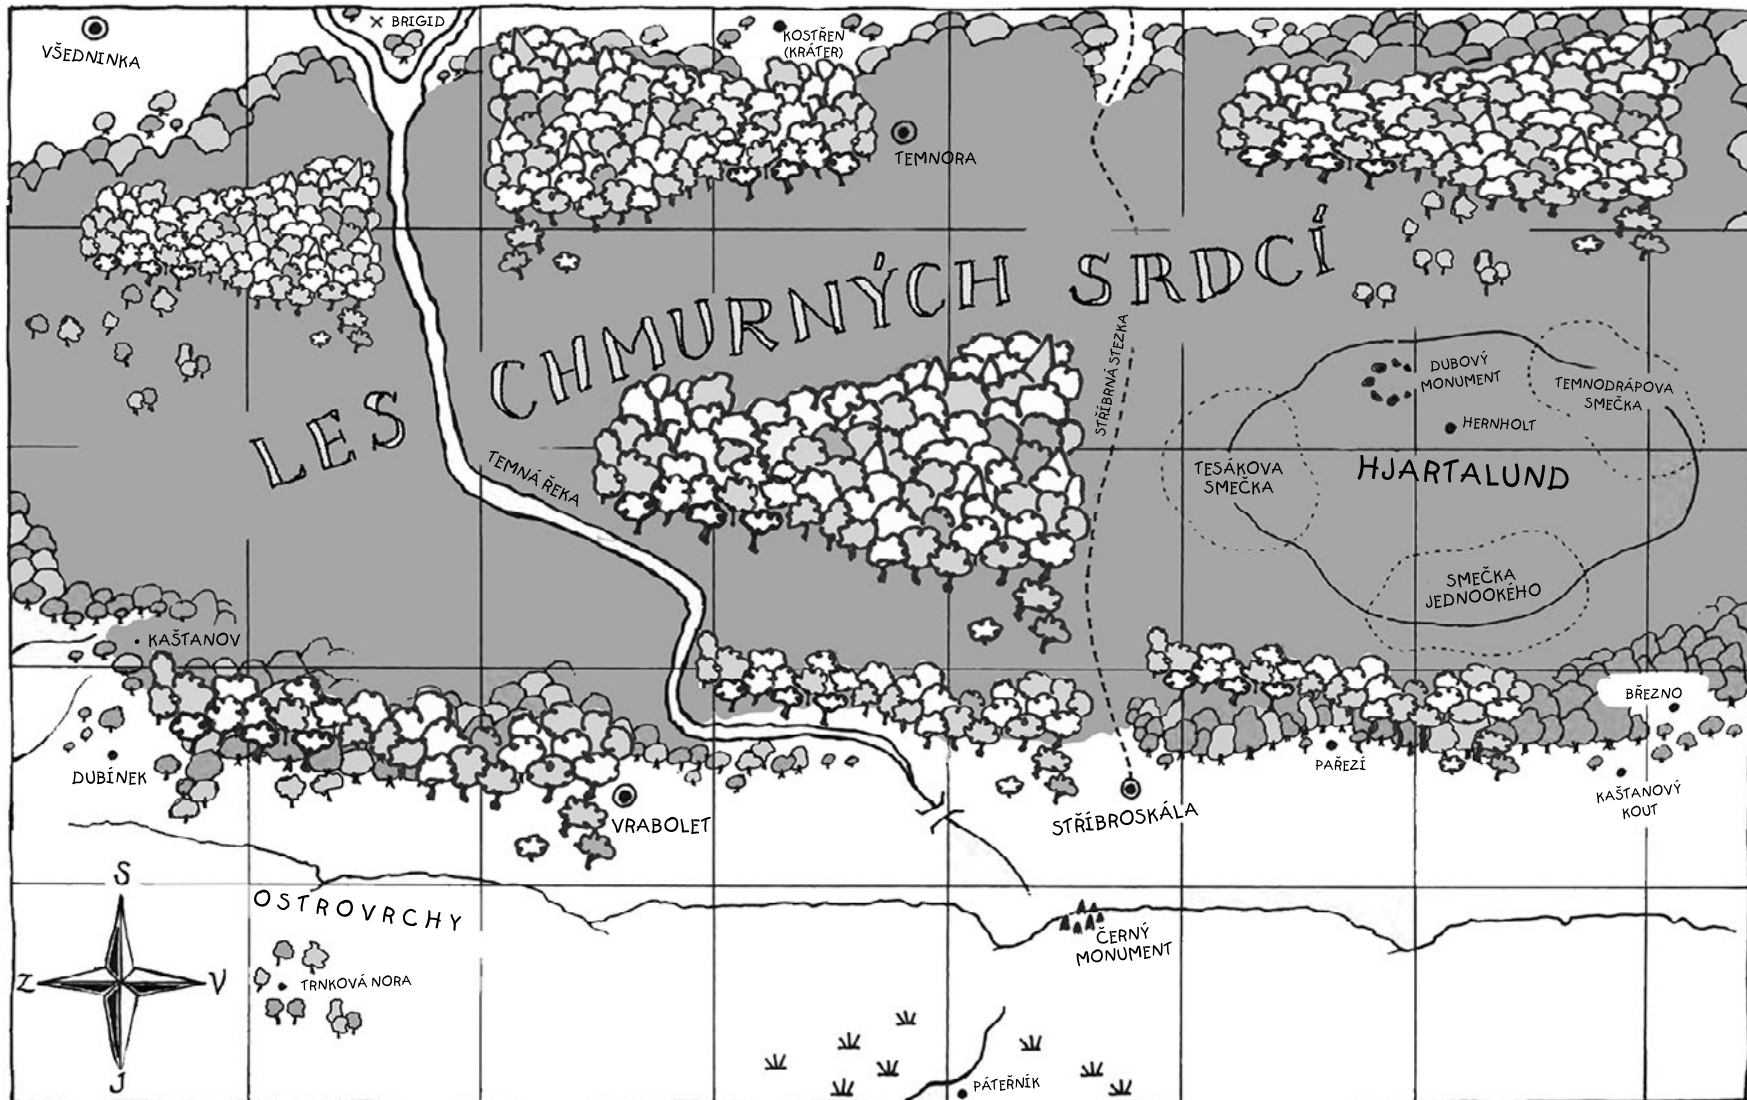 VŠEDNINKA
BRIGID
KOSTŘEN
(KRÁTER)
TEMNORA
LES CHMURNÝCH SRDCÍ
STŘÍBRNÁ STEZKA
TEMNÁ ŘEKA
DUBOVÝ
MONUMENT
TEMNODRÁPOVA
SMEČKA
HERNHOLT
TESÁKOVA
SMEČKA
HJARTALUND
SMEČKA
JEDNOOKÉHO
KAŠTANOV
BŘEZNO
DUBÍNEK
PAŘEZÍ
KAŠTANOVÝ
KOUT
VRABOLET
STŘÍBROSKÁLA
S
Z
V
J
OSTROVRCHY
ČERNÝ
MONUMENT
TRNKOVÁ NORA
PÁTEŘNÍK